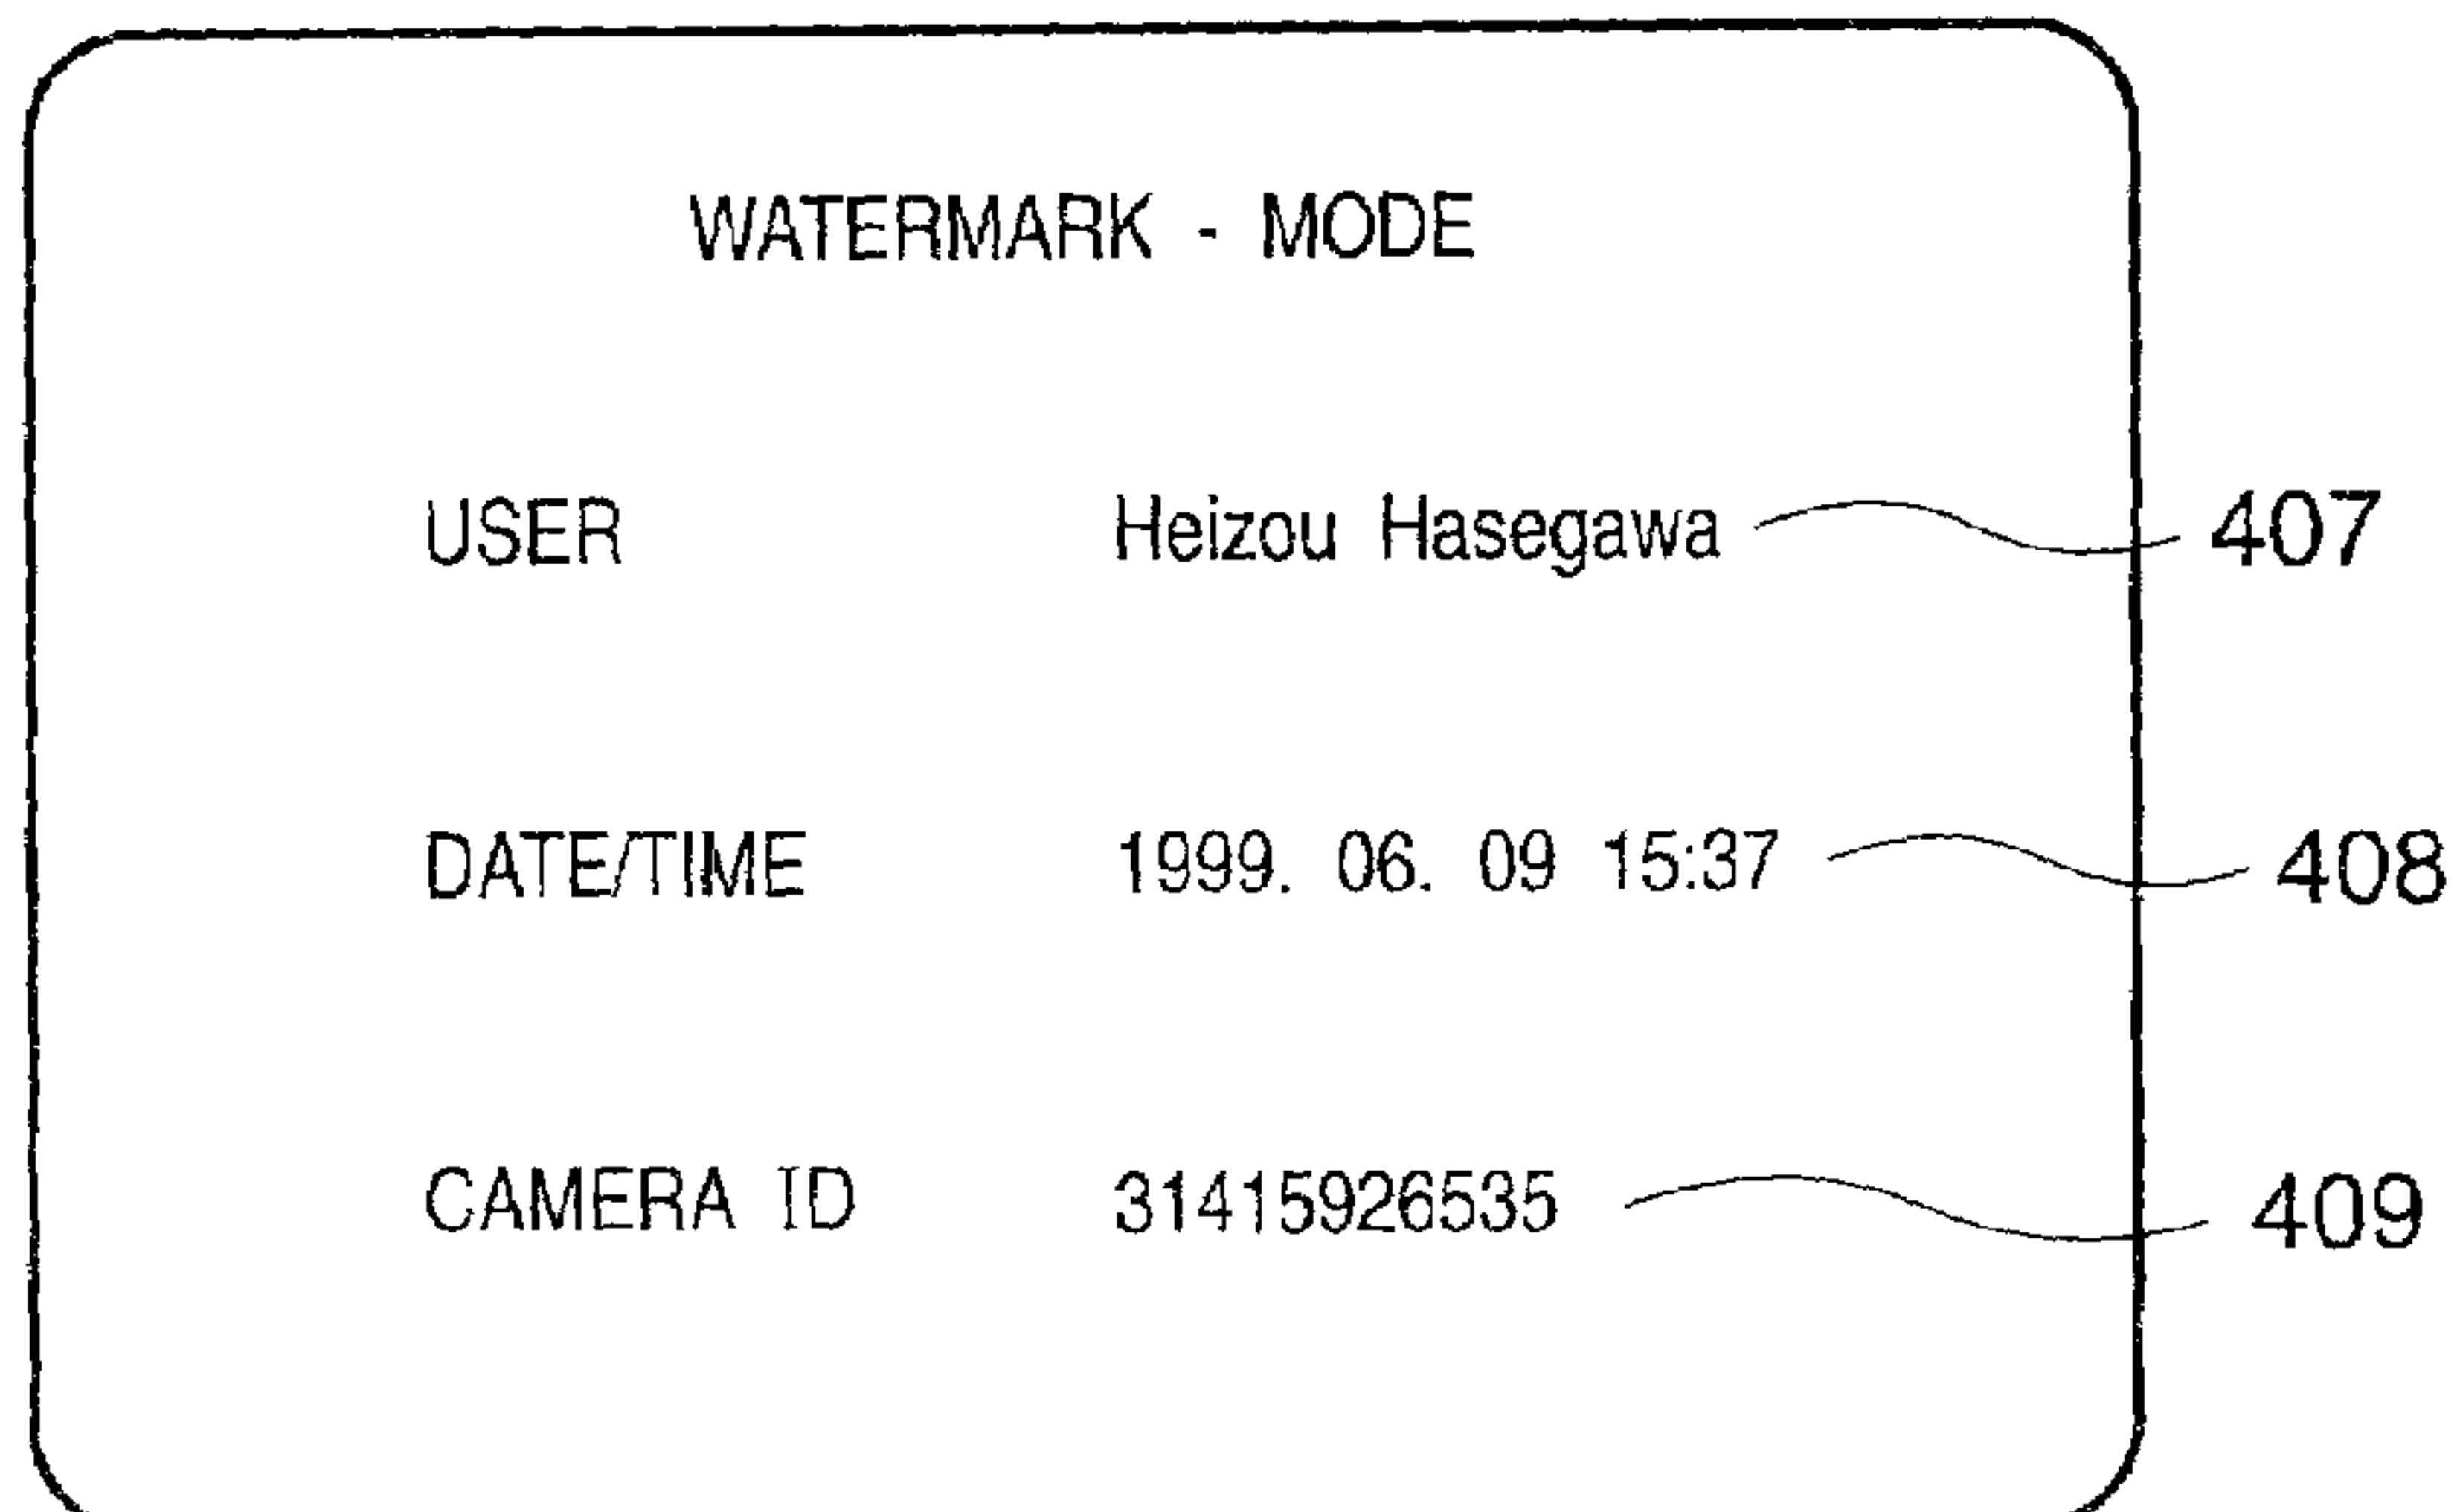 WATERMARK - MODE
USER Heizou Hasegawa 407
DATE/TIME 1999. 06. 09 15:37 408
CAMERA ID 31415926535 409